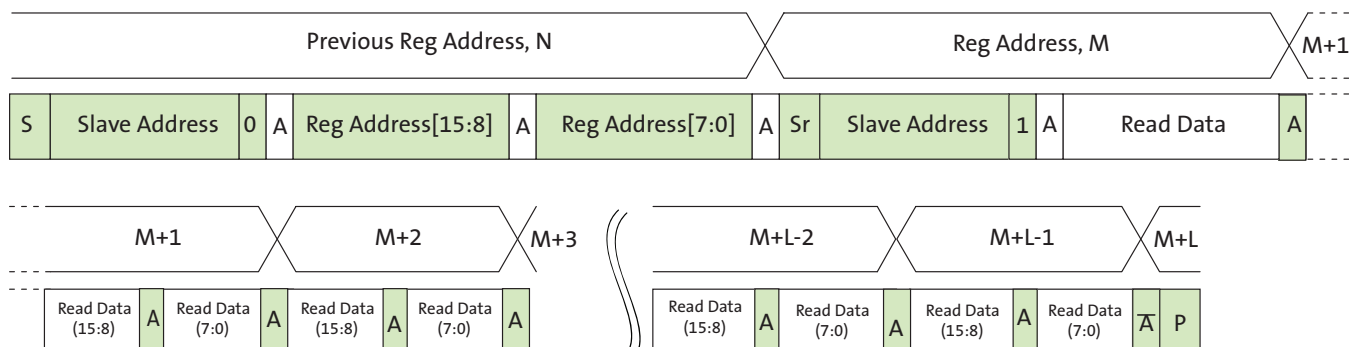 Previous Reg Address, N Reg Address, M M+1
S Slave Address 0 A Reg Address[15:8] A Reg Address[7:0] A Sr Slave Address 1 A Read Data A
M+1 M+2 M+3 M+L-2 M+L-1 M+L
Read Data (15:8) A Read Data (7:0) A Read Data (15:8) A Read Data (7:0) A Read Data (15:8) A Read Data (7:0) A Read Data (15:8) A Read Data (7:0) A̅ P